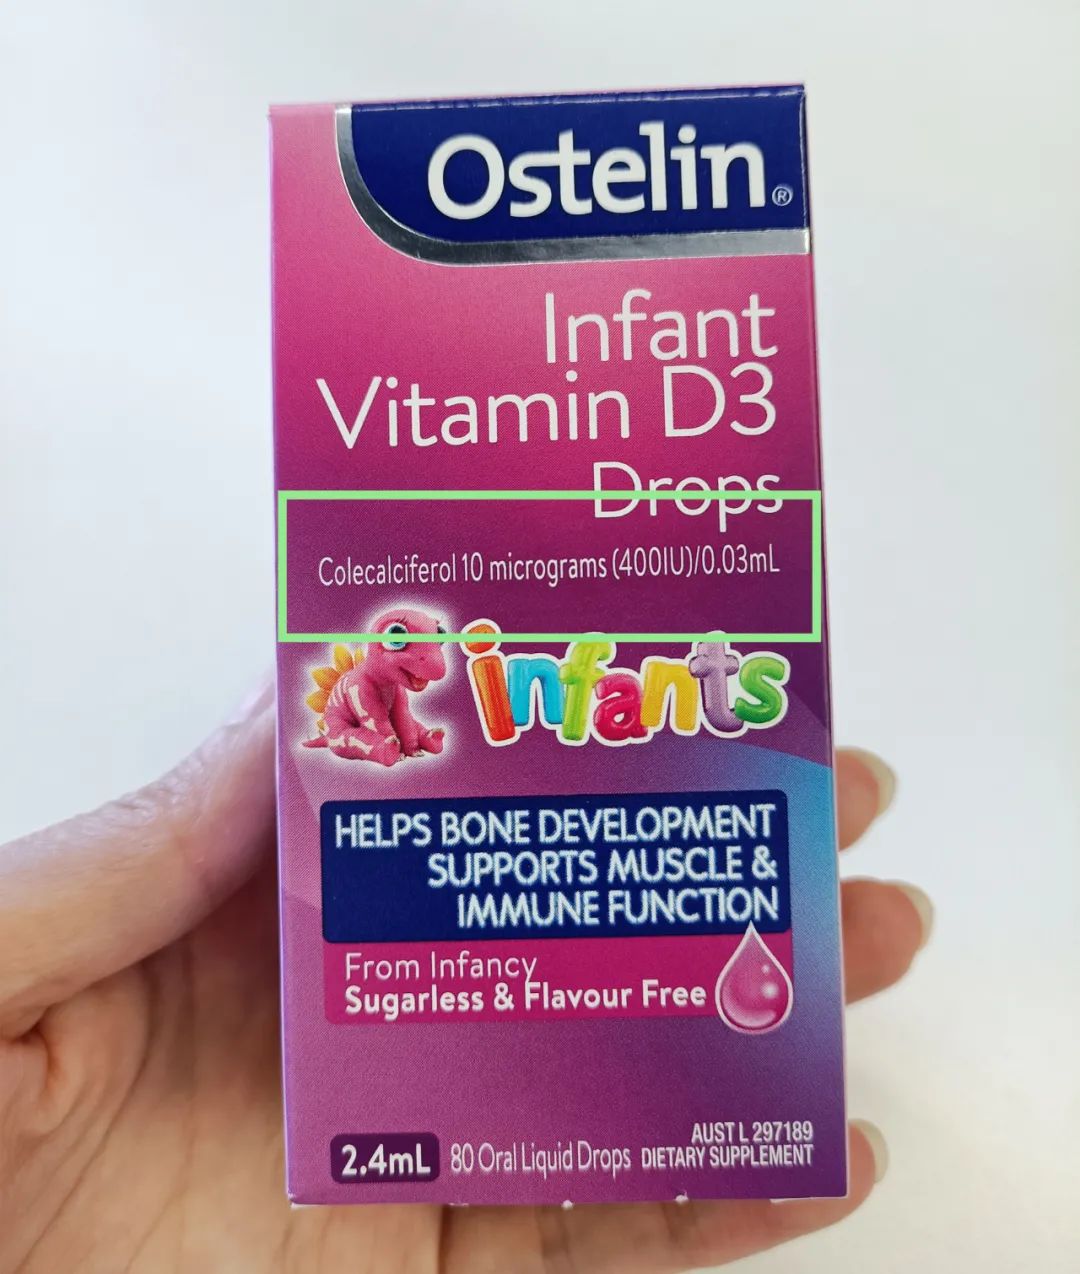 Ostelin®
Infant
Vitamin D3
Drops
Colecalciferol 10 micrograms (400IU)/0.03mL
infants
HELPS BONE DEVELOPMENT
SUPPORTS MUSCLE &
IMMUNE FUNCTION
From Infancy
Sugarless & Flavour Free
AUST L 297189
2.4mL 80 Oral Liquid Drops DIETARY SUPPLEMENT